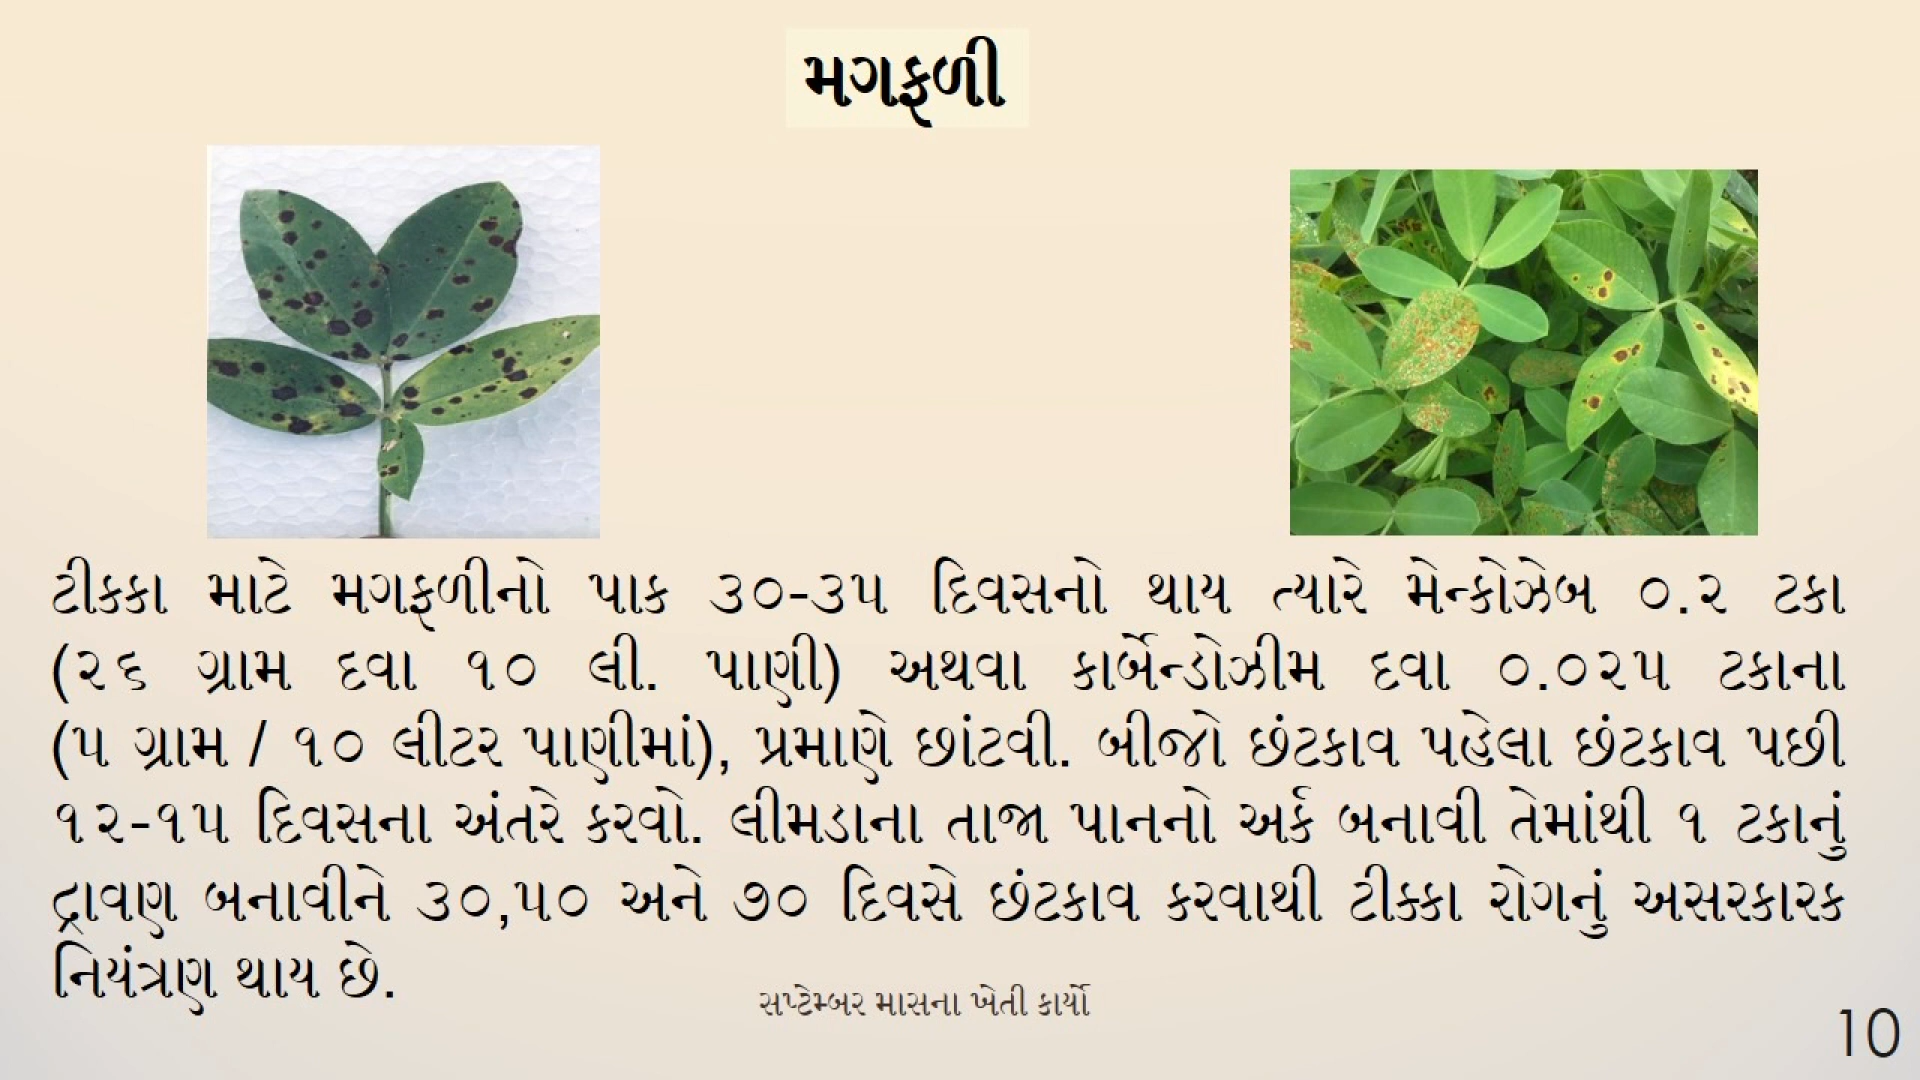 મગફળી
ટીકકા માટે મગફળીનો પાક ૩૦-૩૫ દિવસનો થાય ત્યારે મેન્કોઝેબ ૦.૨ ટકા
(૨૬ ગ્રામ દવા ૧૦ લી. પાણી) અથવા કાર્બેન્ડોઝીમ દવા ૦.૦૨૫ ટકાના
(૫ ગ્રામ / ૧૦ લીટર પાણીમાં), પ્રમાણે છાંટવી. બીજો છંટકાવ પહેલા છંટકાવ પછી
૧૨-૧૫ દિવસના અંતરે કરવો. લીમડાના તાજા પાનનો અર્ક બનાવી તેમાંથી ૧ ટકાનું
દ્રાવણ બનાવીને ૩૦,૫૦ અને ૭૦ દિવસે છંટકાવ કરવાથી ટીક્કા રોગનું અસરકારક
નિયંત્રણ થાય છે.
સપ્ટેમ્બર માસના ખેતી કાર્યો
10